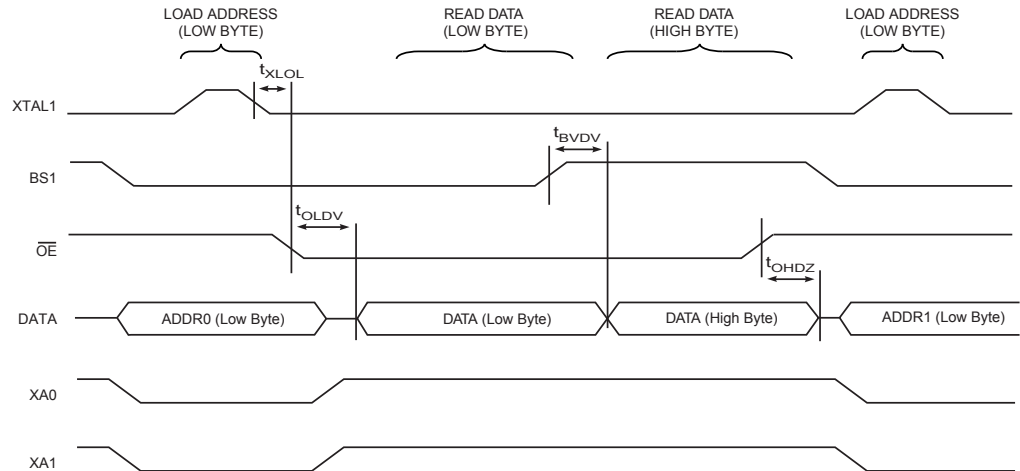 LOAD ADDRESS
(LOW BYTE)
READ DATA
(LOW BYTE)
READ DATA
(HIGH BYTE)
LOAD ADDRESS
(LOW BYTE)
tXLOL
XTAL1
tBVDV
BS1
tOLDV
OE
tOHDZ
DATA
ADDR0 (Low Byte)
DATA (Low Byte)
DATA (High Byte)
ADDR1 (Low Byte)
XA0
XA1